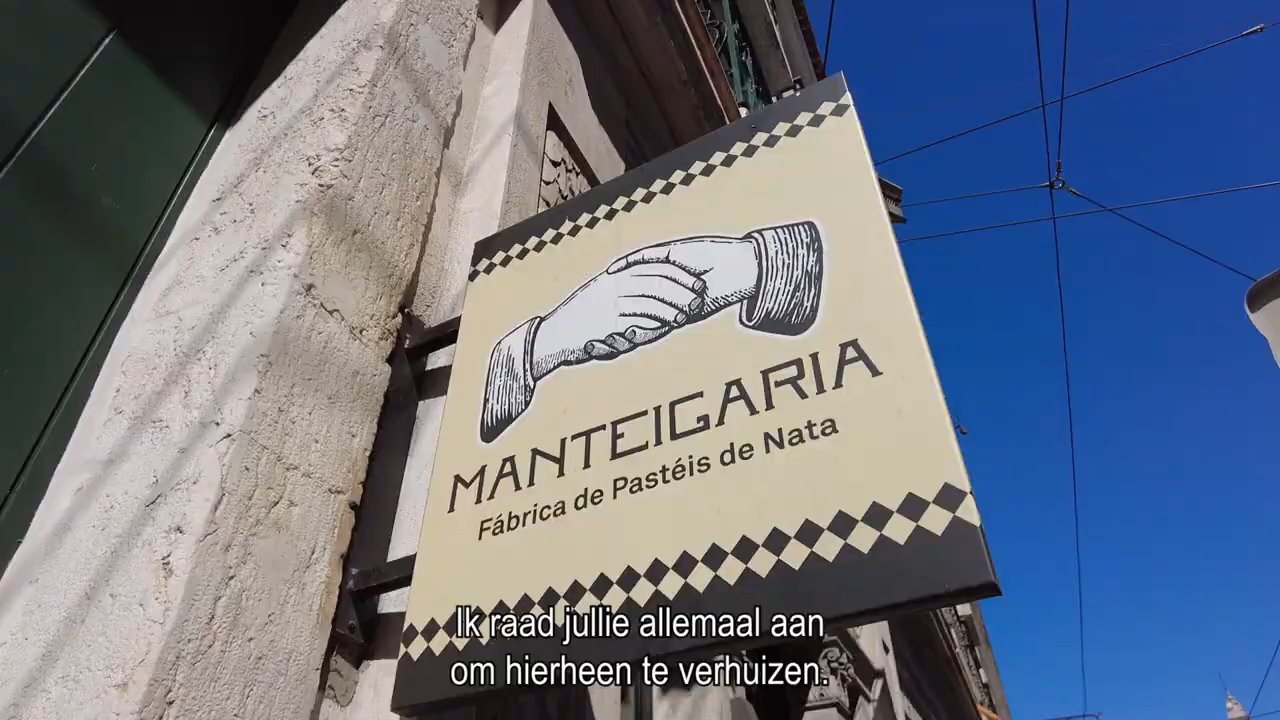 MANTEIGARIA
Fábrica de Pastéis de Nata
Ik raad jullie allemaal aan
om hierheen te verhuizen.